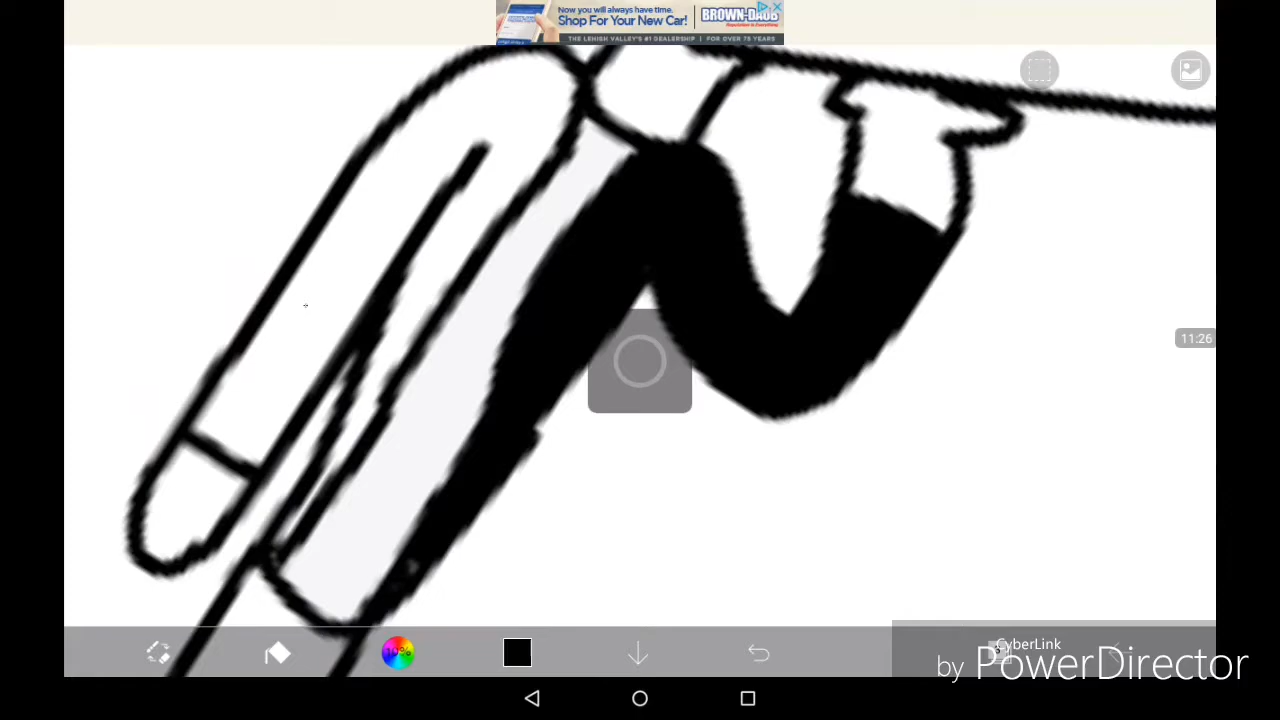 Now you will always have time.
Shop For Your New Car!
BROWN-DAUB
THE LEHIGH VALLEY'S #1 DEALERSHIP | FOR OVER 75 YEARS
11:26
10%
CyberLink
by PowerDirector